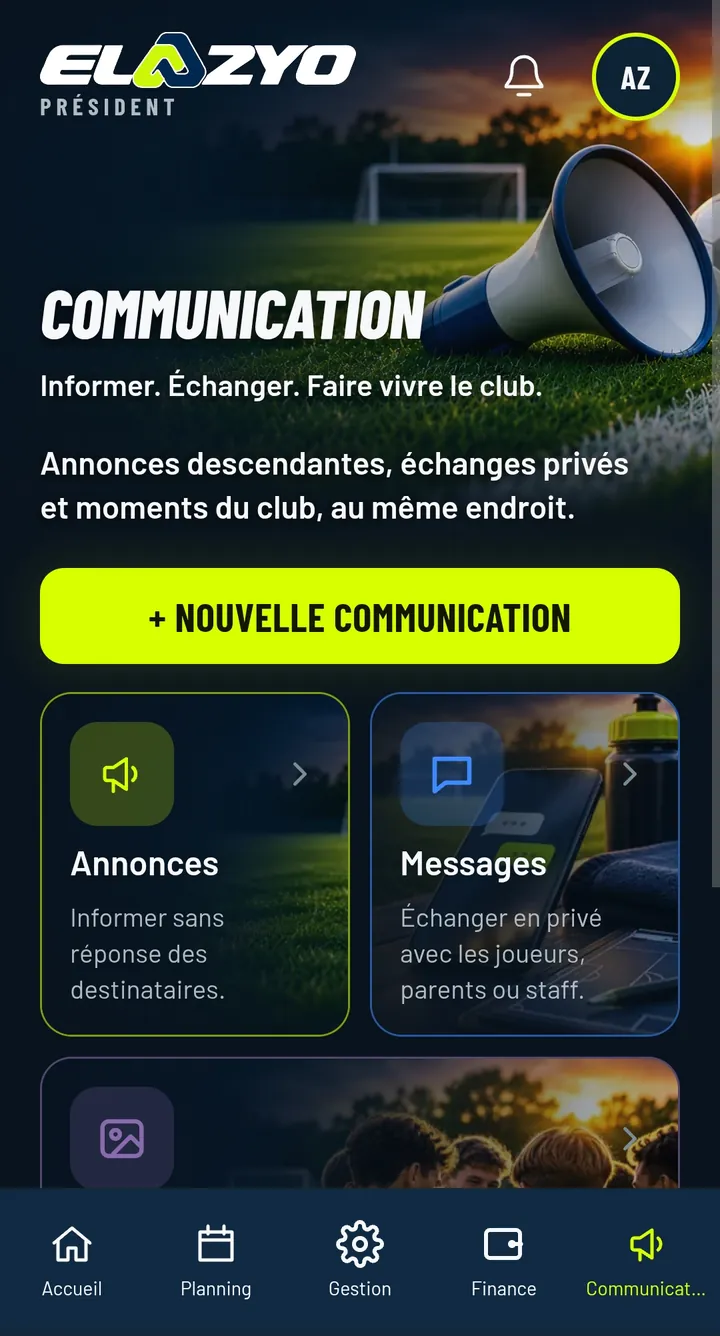 ELAZYO
PRÉSIDENT
AZ
COMMUNICATION
Informer. Échanger. Faire vivre le club.
Annonces descendantes, échanges privés
et moments du club, au même endroit.
+ NOUVELLE COMMUNICATION
Annonces
Informer sans
réponse des
destinataires.
Messages
Échanger en privé
avec les joueurs,
parents ou staff.
Accueil
Planning
Gestion
Finance
Communicat...